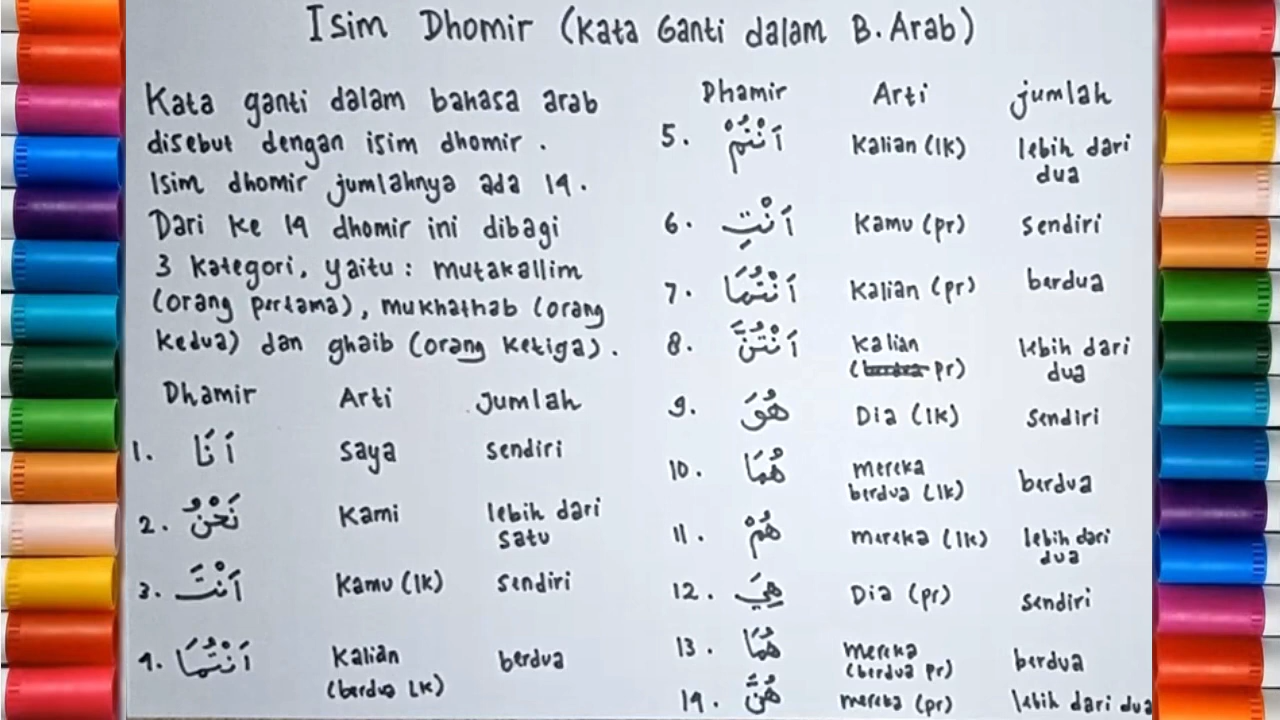 Isim Dhomir (Kata Ganti dalam B. Arab)
Kata ganti dalam bahasa arab
disebut dengan isim dhomir.
Isim dhomir jumlahnya ada 14.
Dari ke 14 dhomir ini dibagi
3 kategori, yaitu: mutakallim
(orang pertama), mukhathab (orang
kedua) dan ghaib (orang ketiga).
Dhamir Arti Jumlah
1. اَنَا saya sendiri
2. نَحْنُ Kami lebih dari
satu
3. اَنْتَ Kamu (lk) sendiri
4. اَنْتُمَا Kalian berdua
(berdua lk)
Dhamir Arti jumlah
5. اَنْتُمْ Kalian (lk) lebih dari
dua
6. اَنْتِ Kamu (pr) sendiri
7. اَنْتُمَا Kalian (pr) berdua
8. اَنْتُنَّ Kalian lebih dari
(pr) dua
9. هُوَ Dia (lk) sendiri
10. هُمَا mereka berdua
berdua (lk)
11. هُمْ mereka (lk) lebih dari
dua
12. هِيَ Dia (pr) sendiri
13. هُمَا mereka berdua
(berdua pr)
14. هُنَّ mereka (pr) lebih dari dua